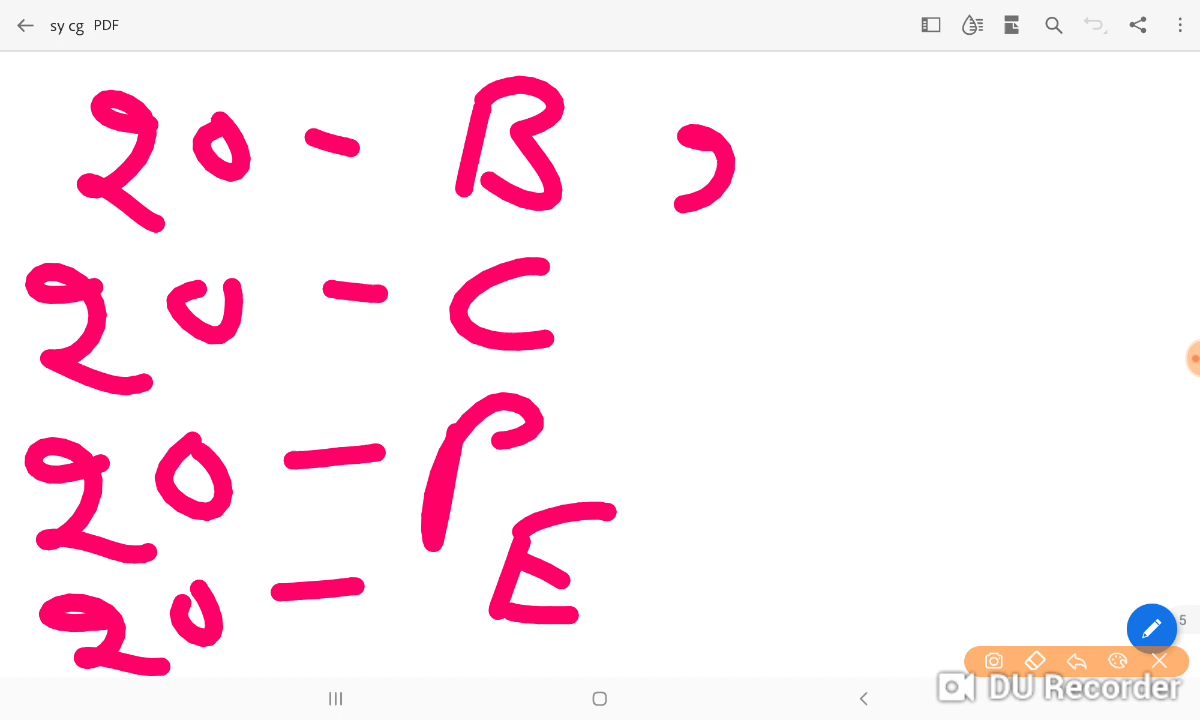 sy cg PDF
20 - B
20 - C
20 - P
20 - E
5
DU Recorder